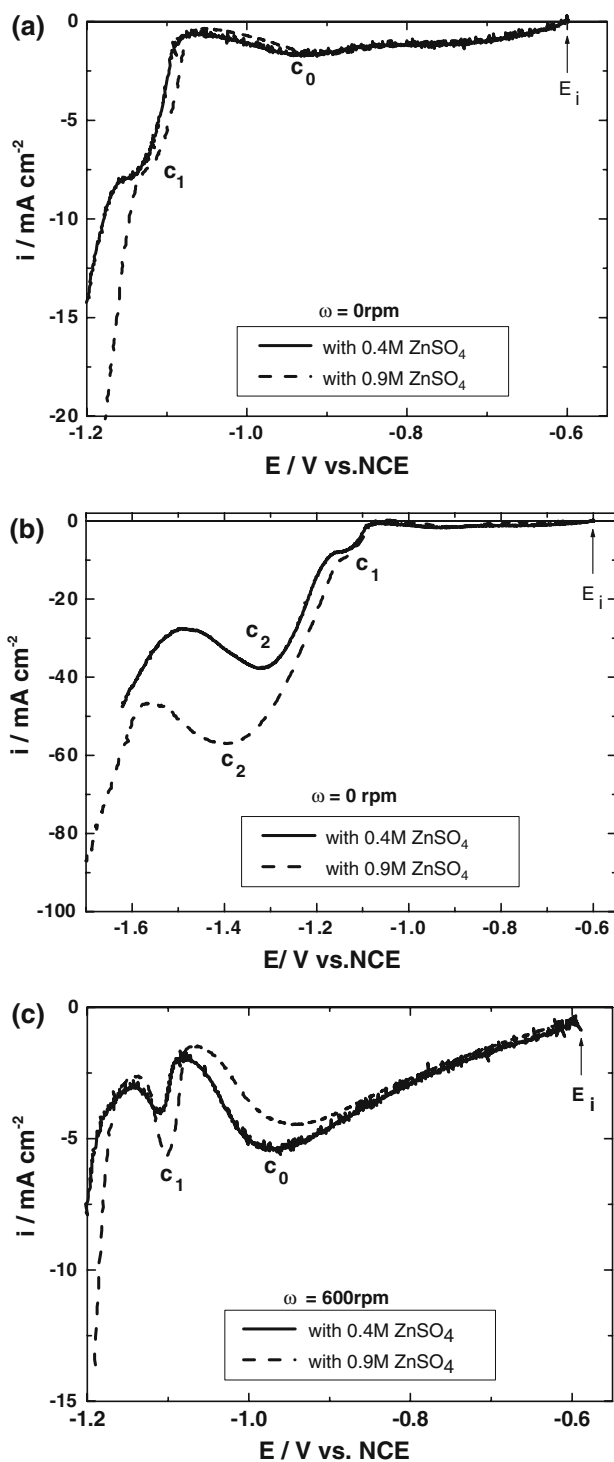 (a)
0
-5
-10
-15
-20
i / mA cm-2
c0
Ei
c1
ω = 0rpm
with 0.4M ZnSO4
with 0.9M ZnSO4
-1.2 -1.0 -0.8 -0.6
E / V vs.NCE
(b)
0
-20
-40
-60
-80
-100
i / mA cm-2
c1
Ei
c2
c2
ω = 0 rpm
with 0.4M ZnSO4
with 0.9M ZnSO4
-1.6 -1.4 -1.2 -1.0 -0.8 -0.6
E/ V vs.NCE
(c)
0
-5
-10
-15
i / mA cm-2
Ei
c1
c0
ω = 600rpm
with 0.4M ZnSO4
with 0.9M ZnSO4
-1.2 -1.0 -0.8 -0.6
E / V vs. NCE